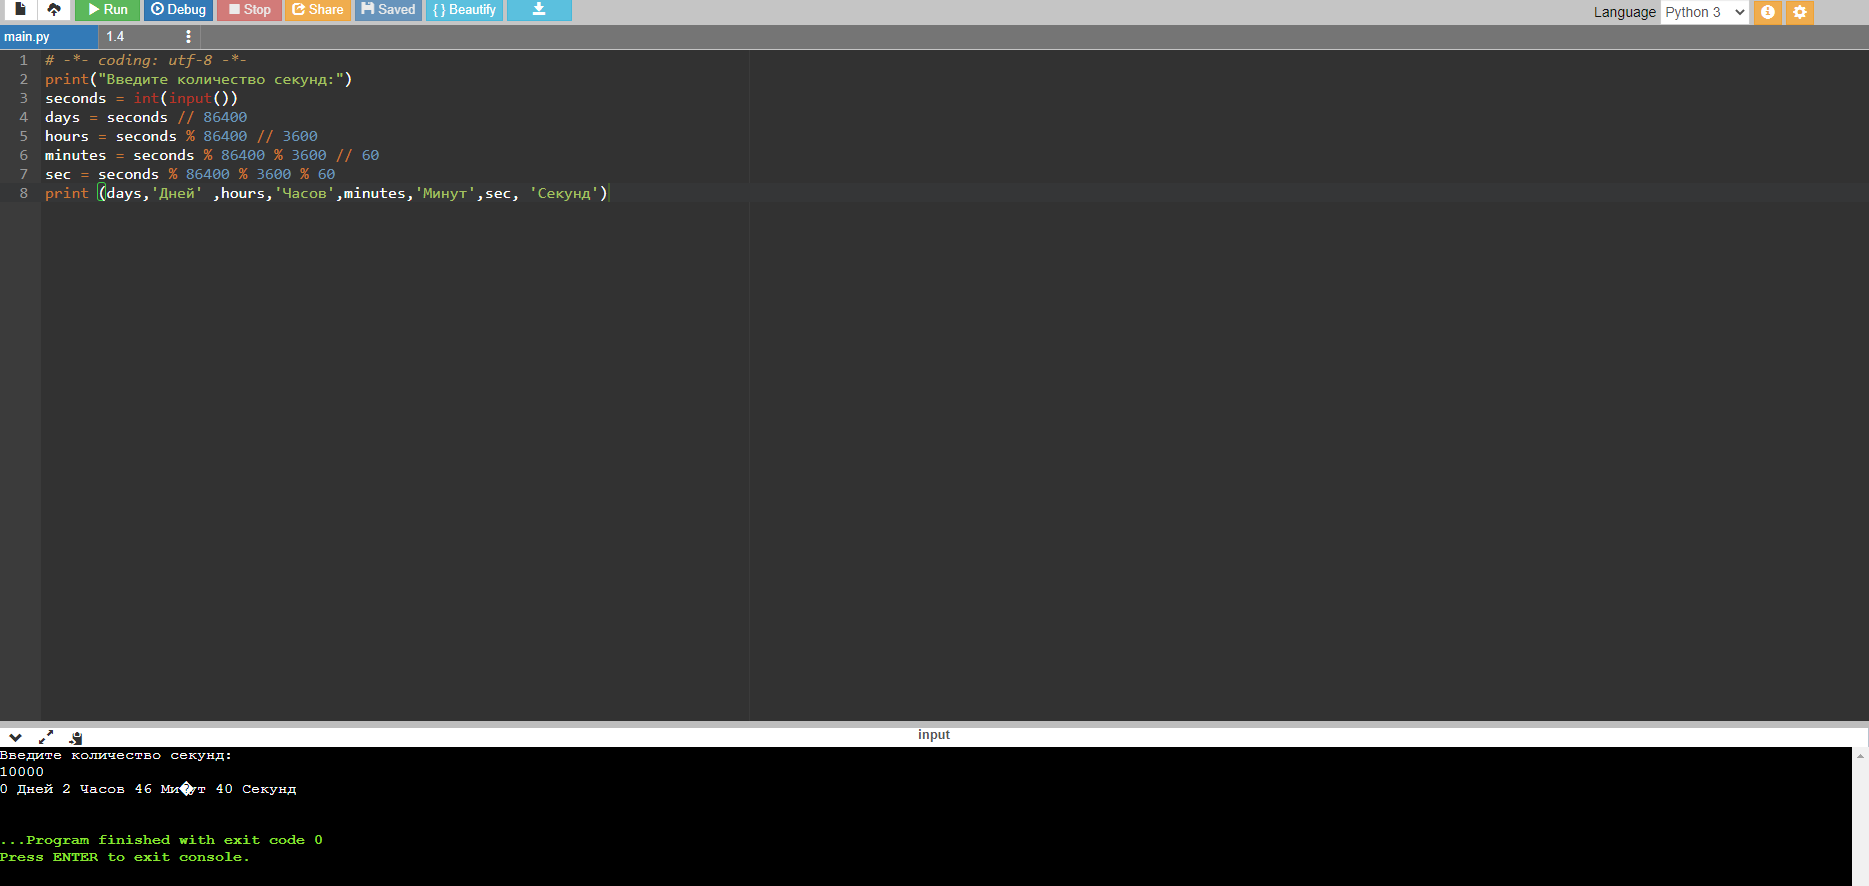 Run Debug Stop Share Saved { } Beautify Language Python 3
main.py 1.4
1 # -*- coding: utf-8 -*-
2 print("Введите количество секунд:")
3 seconds = int(input())
4 days = seconds // 86400
5 hours = seconds % 86400 // 3600
6 minutes = seconds % 86400 % 3600 // 60
7 sec = seconds % 86400 % 3600 % 60
8 print (days,'Дней' ,hours,'Часов',minutes,'Минут',sec, 'Секунд')
input
Введите количество секунд:
10000
0 Дней 2 Часов 46 Ми�ут 40 Секунд
...Program finished with exit code 0
Press ENTER to exit console.